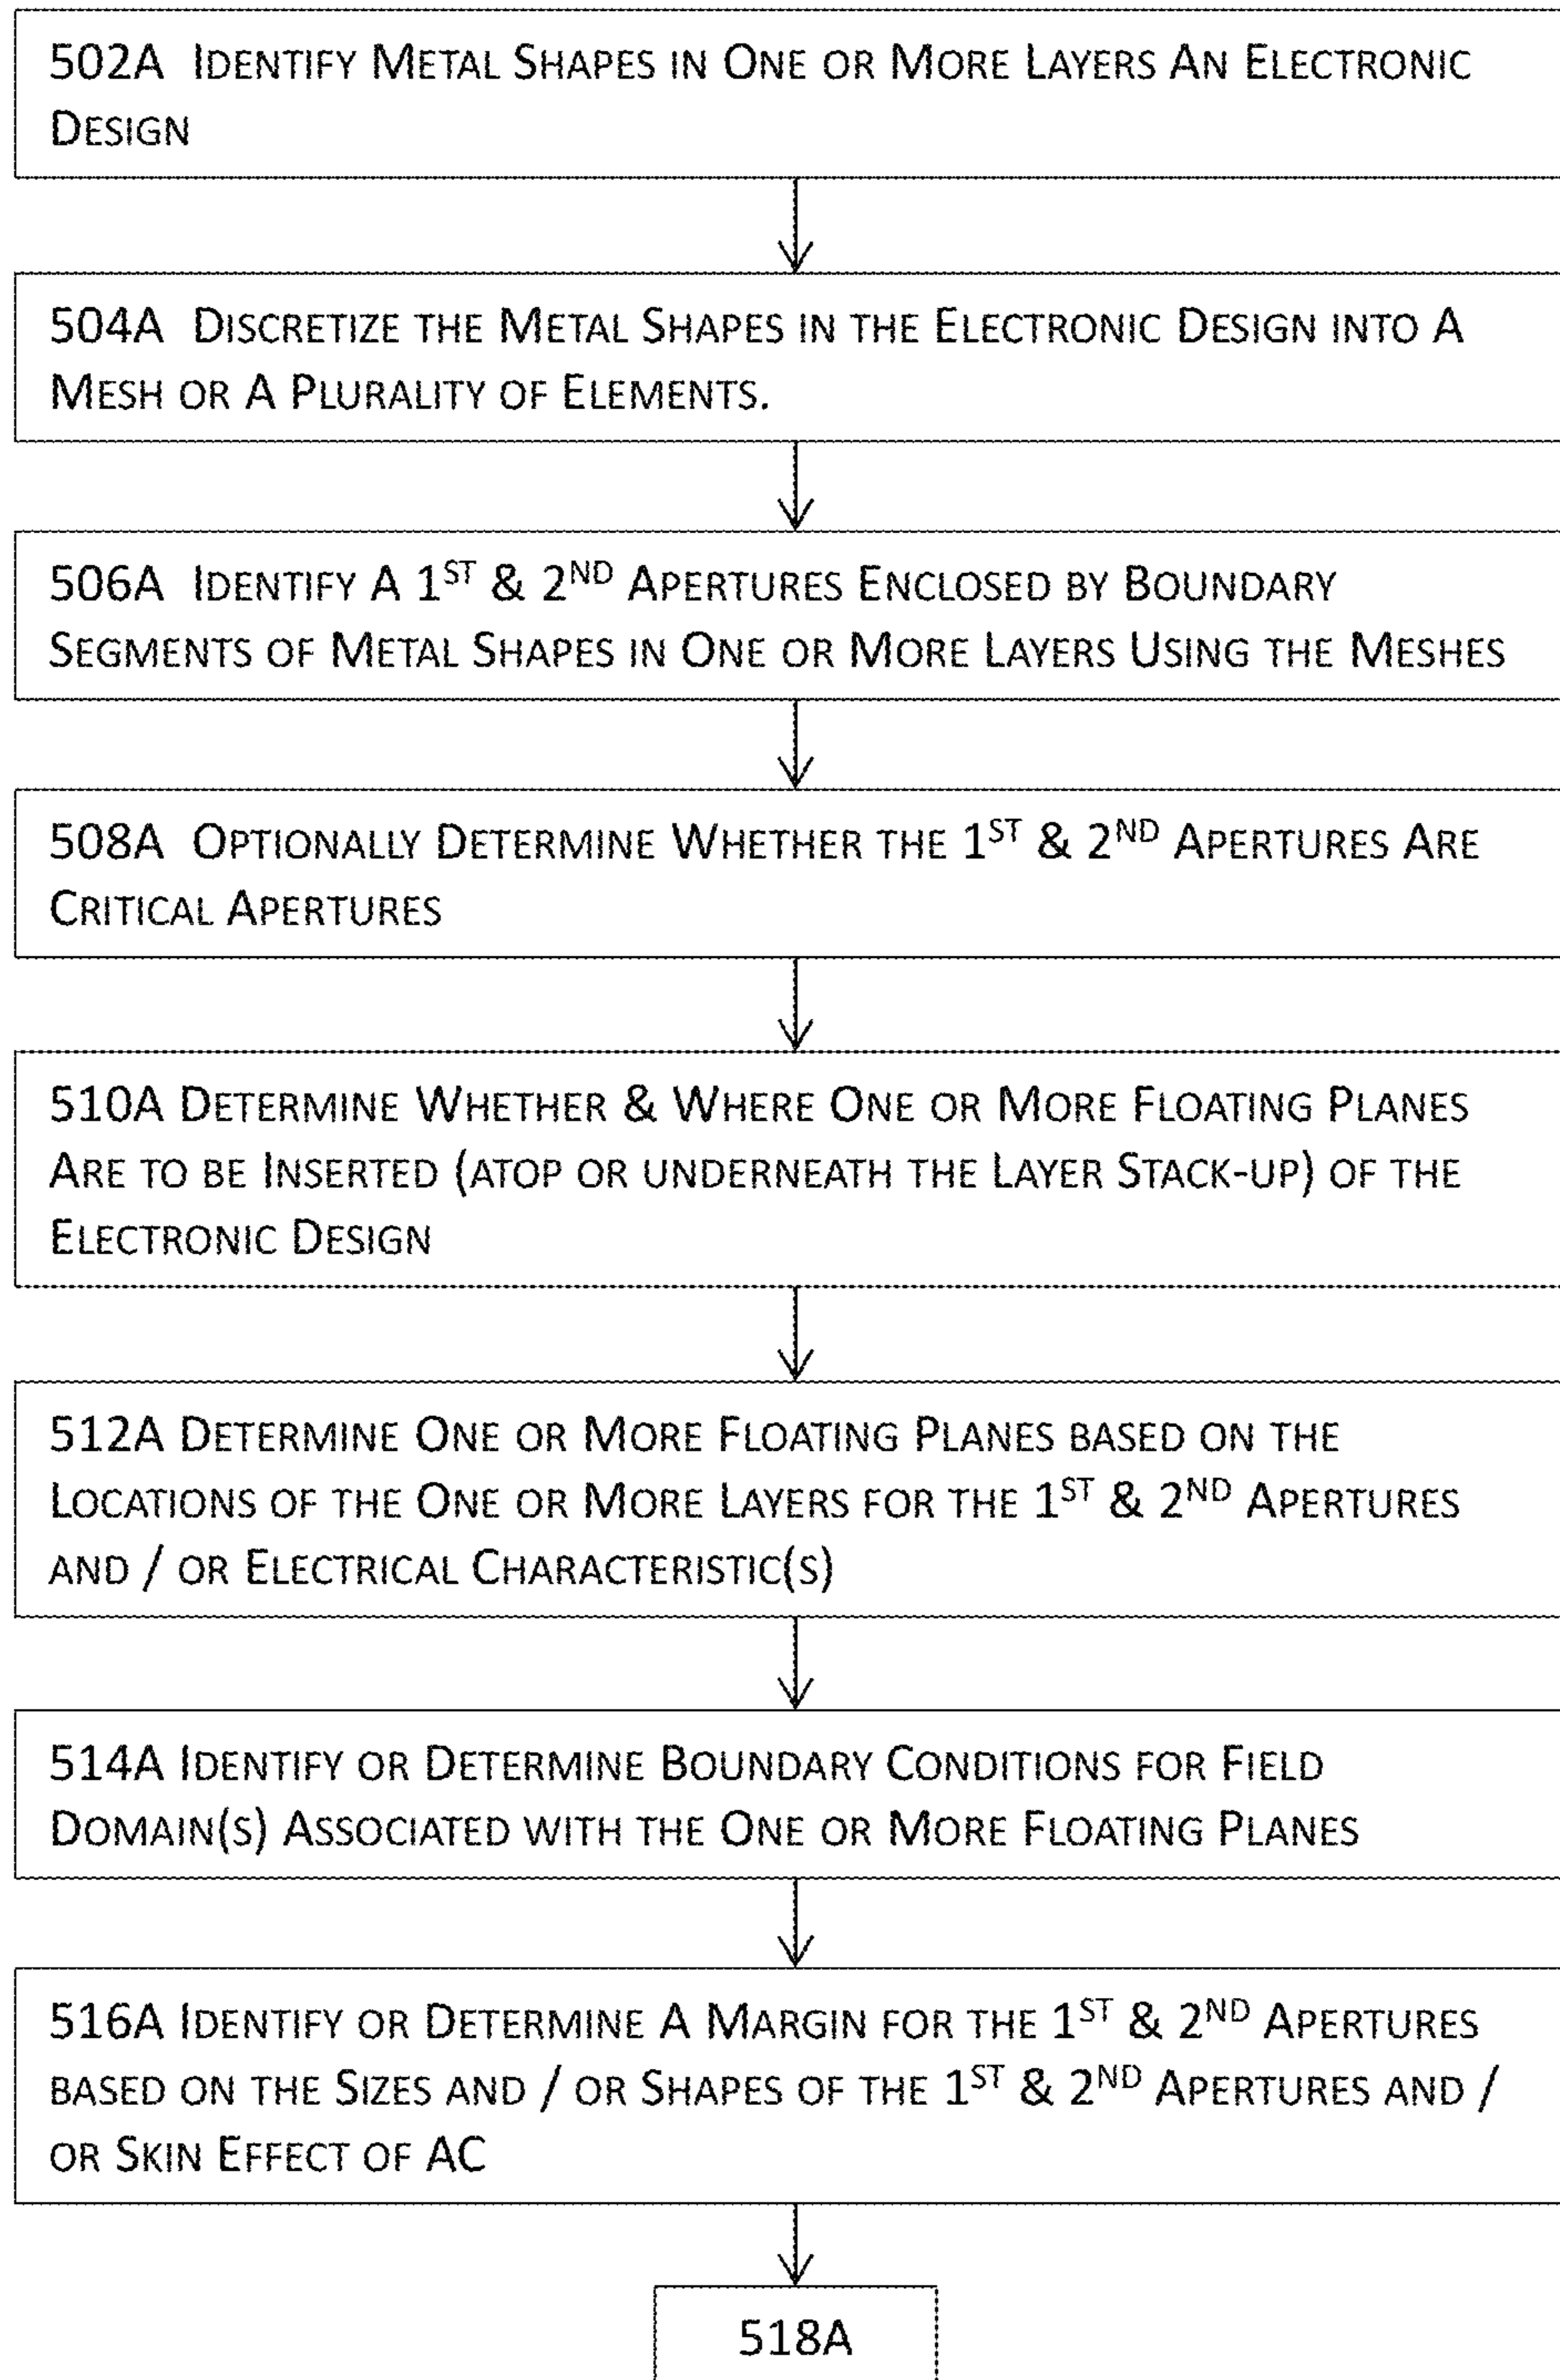 502A Identify Metal Shapes in One or More Layers An Electronic
Design
504A Discretize the Metal Shapes in the Electronic Design into A
Mesh or A Plurality of Elements.
506A Identify A 1st & 2nd Apertures Enclosed by Boundary
Segments of Metal Shapes in One or More Layers Using the Meshes
508A Optionally Determine Whether the 1st & 2nd Apertures Are
Critical Apertures
510A Determine Whether & Where One or More Floating Planes
Are to be Inserted (atop or underneath the Layer Stack-up) of the
Electronic Design
512A Determine One or More Floating Planes based on the
Locations of the One or More Layers for the 1st & 2nd Apertures
and / or Electrical Characteristic(s)
514A Identify or Determine Boundary Conditions for Field
Domain(s) Associated with the One or More Floating Planes
516A Identify or Determine A Margin for the 1st & 2nd Apertures
based on the Sizes and / or Shapes of the 1st & 2nd Apertures and /
or Skin Effect of AC
518A